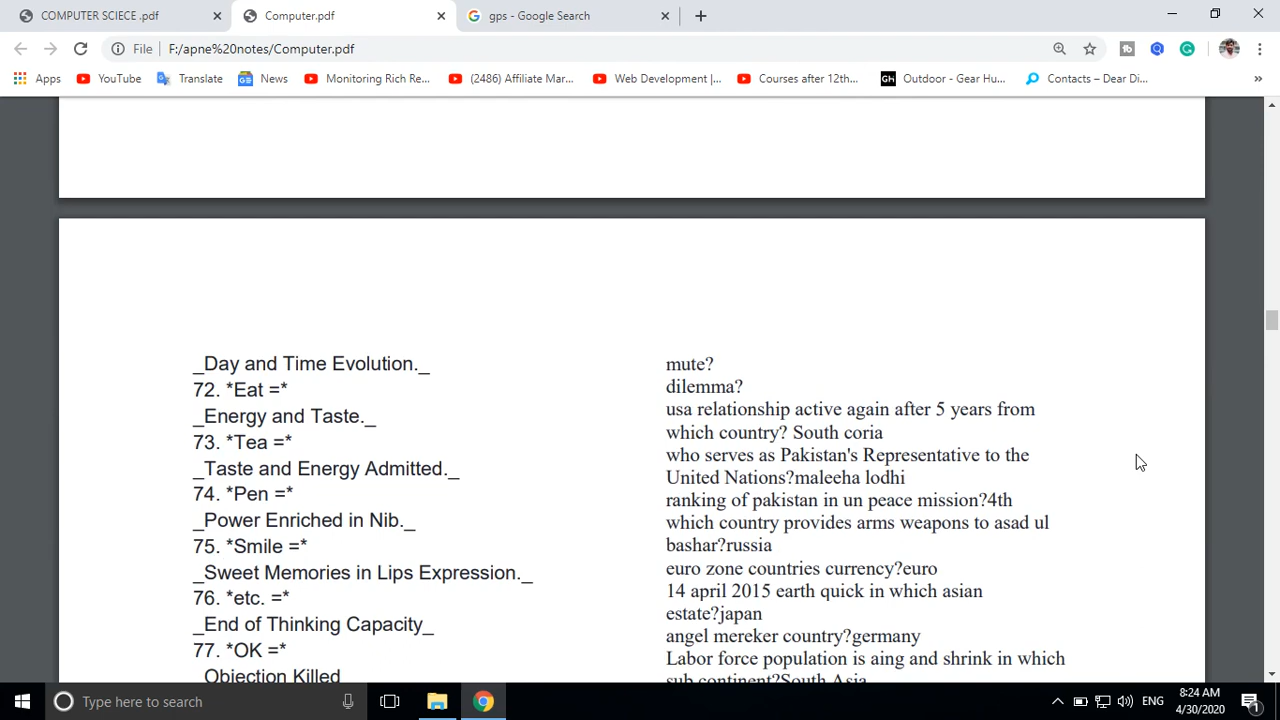 COMPUTER SCIECE .pdf
Computer.pdf
gps - Google Search
File
F:/apne%20notes/Computer.pdf
Apps
YouTube
Translate
News
Monitoring Rich Re...
(2486) Affiliate Mar...
Web Development |...
Courses after 12th...
GH
Outdoor - Gear Hu...
Contacts – Dear Di...
»
_Day and Time Evolution._
72. *Eat =*
_Energy and Taste._
73. *Tea =*
_Taste and Energy Admitted._
74. *Pen =*
_Power Enriched in Nib._
75. *Smile =*
_Sweet Memories in Lips Expression._
76. *etc. =*
_End of Thinking Capacity_
77. *OK =*
_Objection Killed_
mute?
dilemma?
usa relationship active again after 5 years from
which country? South coria
who serves as Pakistan's Representative to the
United Nations?maleeha lodhi
ranking of pakistan in un peace mission?4th
which country provides arms weapons to asad ul
bashar?russia
euro zone countries currency?euro
14 april 2015 earth quick in which asian
estate?japan
angel mereker country?germany
Labor force population is aing and shrink in which
sub continent?South Asia
Type here to search
ENG
8:24 AM
4/30/2020
1